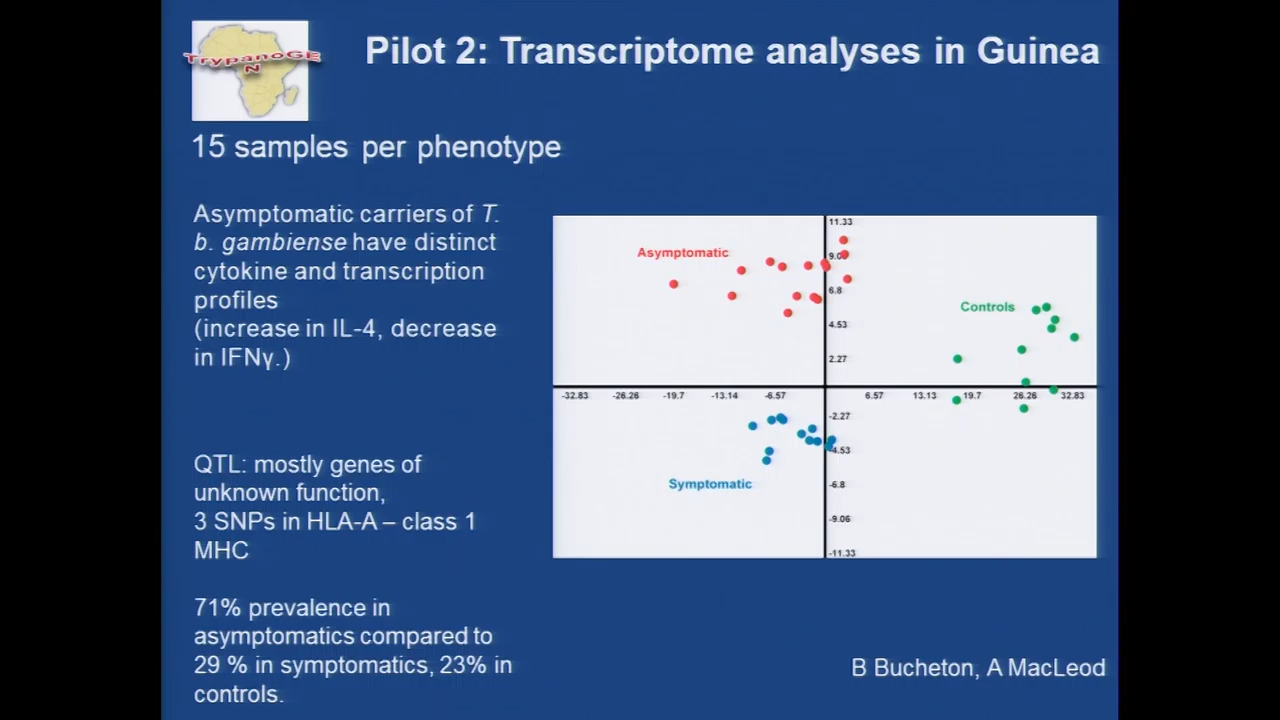 TrypanoGE
N
Pilot 2: Transcriptome analyses in Guinea
15 samples per phenotype
Asymptomatic carriers of T.
b. gambiense have distinct
cytokine and transcription
profiles
(increase in IL-4, decrease
in IFNγ.)
QTL: mostly genes of
unknown function,
3 SNPs in HLA-A – class 1
MHC
71% prevalence in
asymptomatics compared to
29 % in symptomatics, 23% in
controls.
Asymptomatic
Controls
Symptomatic
11.33
6.8
4.53
2.27
-32.83 -26.26 -19.7 -13.14 -6.57 6.57 13.13 19.7 26.26 32.83
-2.27
-4.53
-6.8
-9.06
-11.33
B Bucheton, A MacLeod